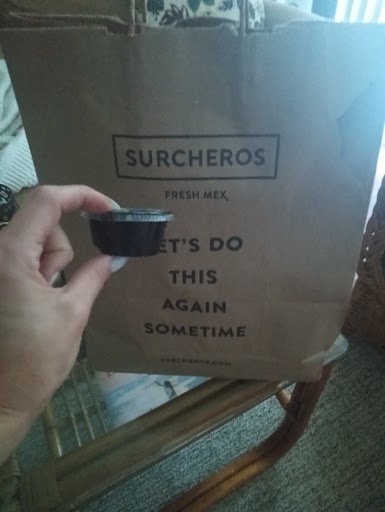 SURCHEROS
FRESH MEX
ET'S DO
THIS
AGAIN
SOMETIME
SURCHEROS.COM